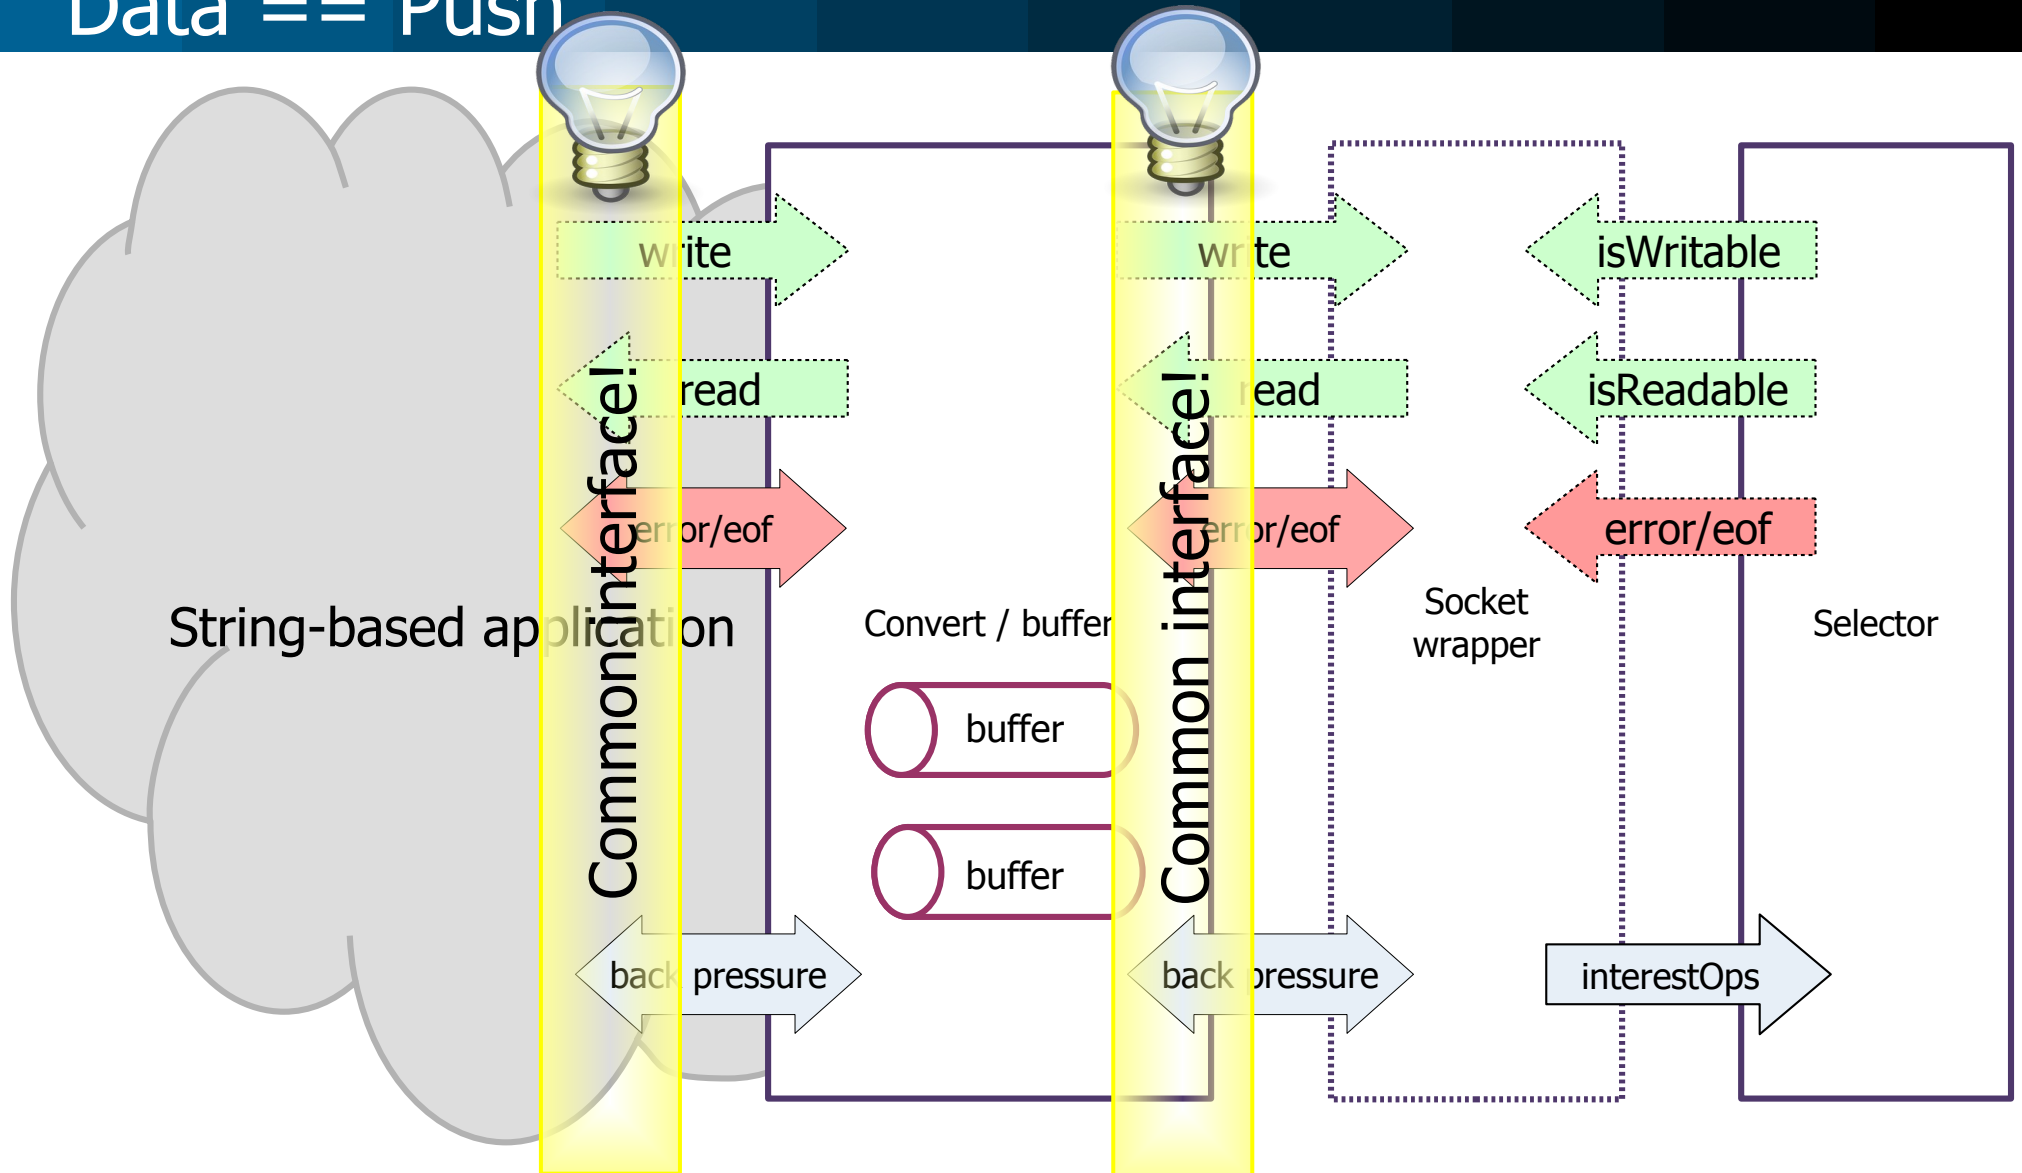 Data == Push
write
write
isWritable
read
read
isReadable
error/eof
error/eof
error/eof
Common interface!
Common interface!
String-based application
Convert / buffer
Socket
wrapper
Selector
buffer
buffer
back pressure
back pressure
interestOps